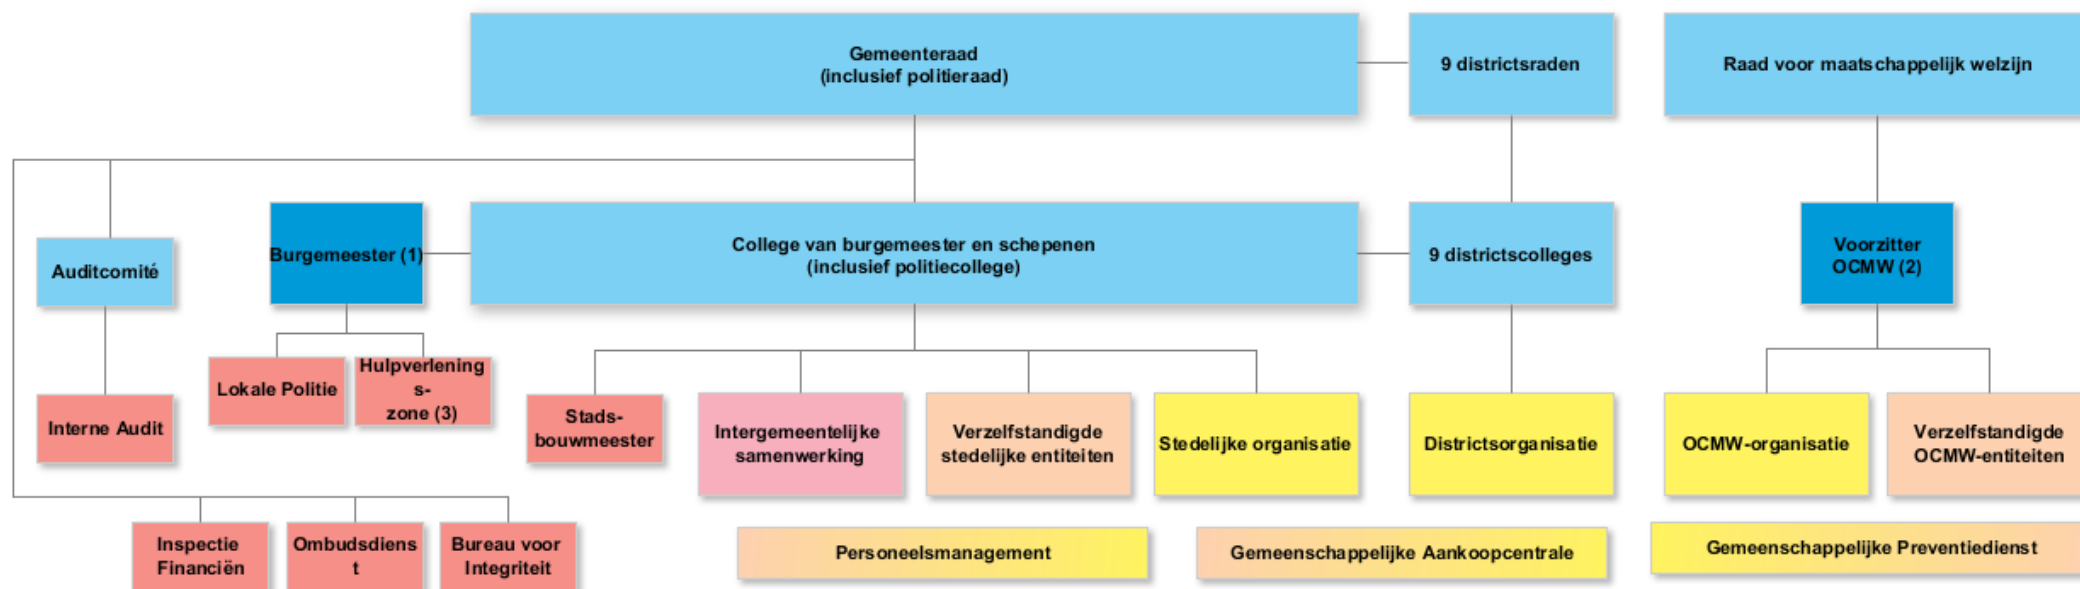 Gemeenteraad
(inclusief politieraad)
9 districtsraden
Raad voor maatschappelijk welzijn
Auditcomité
Burgemeester (1)
College van burgemeester en schepenen
(inclusief politiecollege)
9 districtscolleges
Voorzitter
OCMW (2)
Interne Audit
Lokale Politie
Hulpverlening
s-
zone (3)
Stads-
bouwmeester
Intergemeentelijke
samenwerking
Verzelfstandigde
stedelijke entiteiten
Stedelijke organisatie
Districtsorganisatie
OCMW-organisatie
Verzelfstandigde
OCMW-entiteiten
Inspectie
Financiën
Ombudsdiens
t
Bureau voor
Integriteit
Personeelsmanagement
Gemeenschappelijke Aankoopcentrale
Gemeenschappelijke Preventiedienst